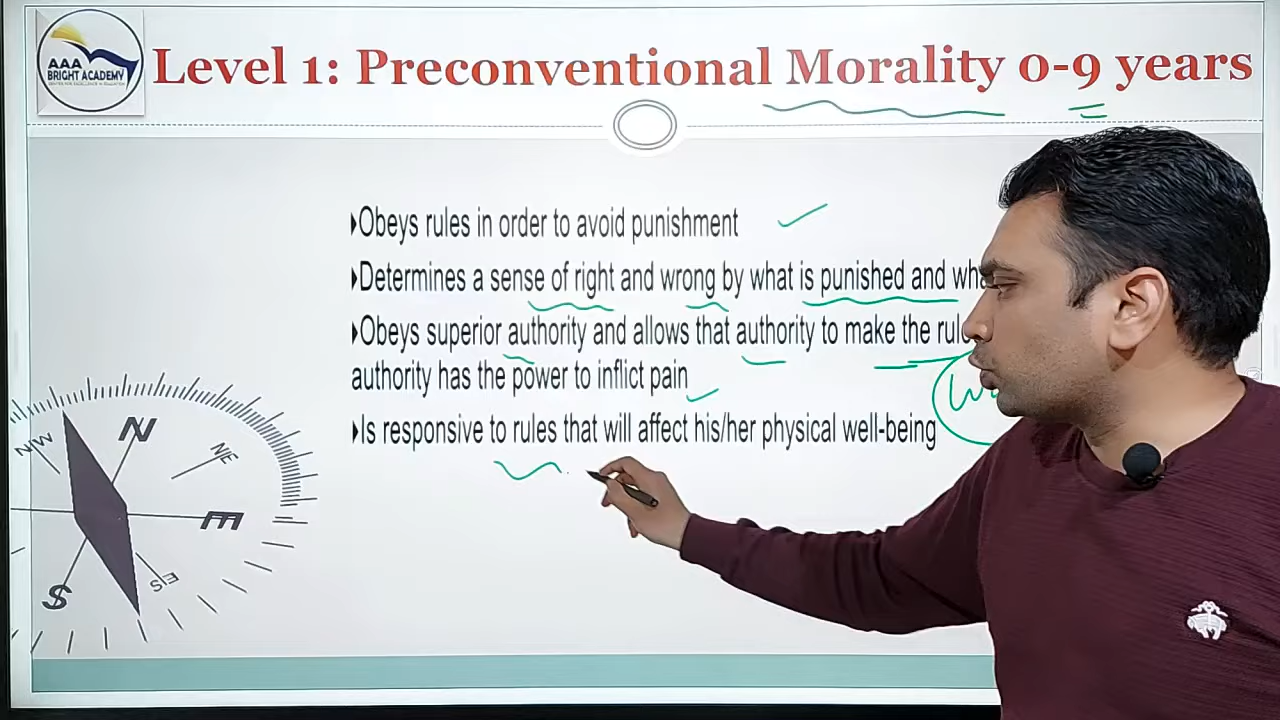 AAA
BRIGHT ACADEMY
Level 1: Preconventional Morality 0-9 years
Obeys rules in order to avoid punishment
Determines a sense of right and wrong by what is punished and
Obeys superior authority and allows that authority to make the
authority has the power to inflict pain
Is responsive to rules that will affect his/her physical well-being
N
NW
NE
E
ES
S